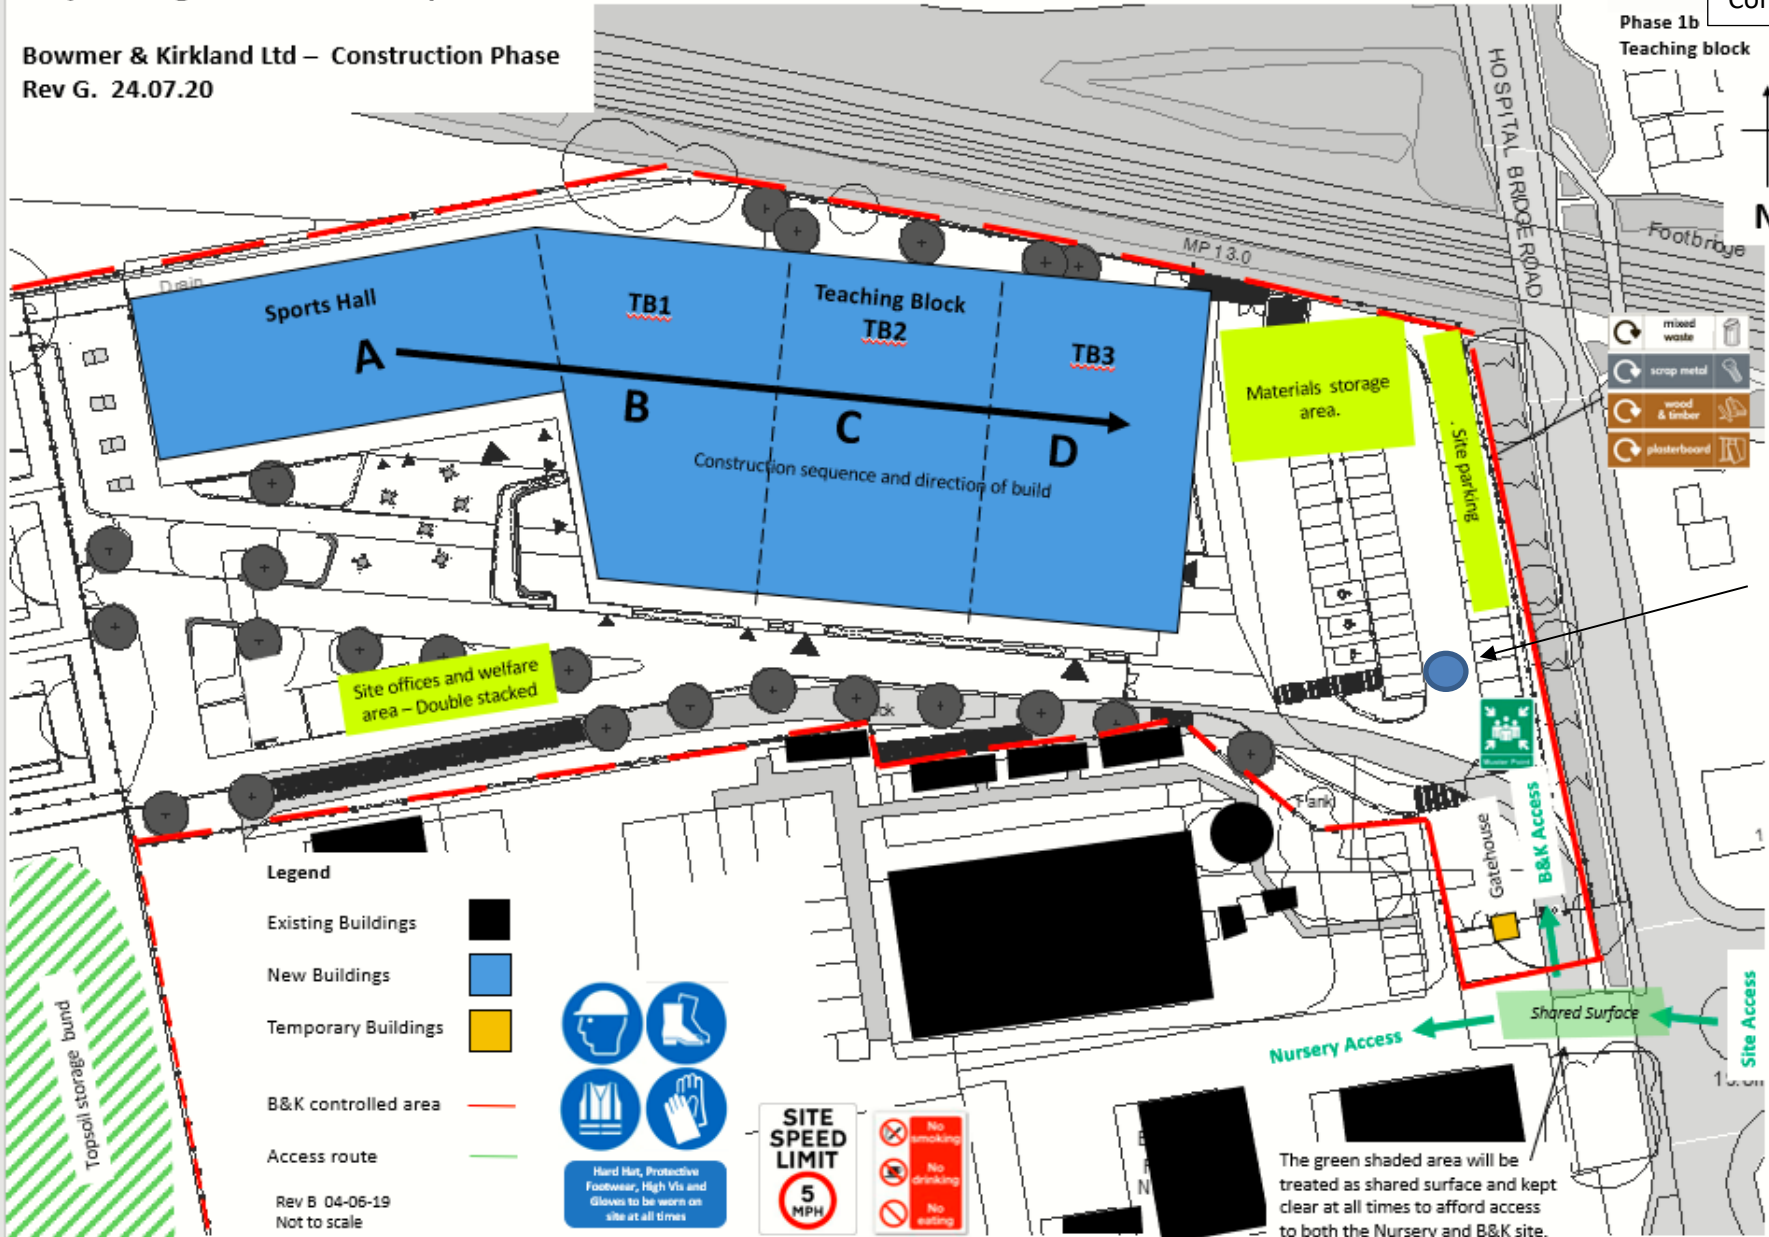 Bowmer & Kirkland Ltd – Construction Phase
Rev G. 24.07.20
Phase 1b
Teaching block
HOSPITAL BRIDGE ROAD
Footbridge
MP 13.0
Drain
Sports Hall
TB1
Teaching Block
TB2
TB3
A
B
C
D
Construction sequence and direction of build
Materials storage
area.
. Site parking
mixed
waste
scrap metal
wood
& timber
plasterboard
Site offices and welfare
area – Double stacked
Muster Point
B&K Access
Gatehouse
Tank
Site Access
Shared Surface
Nursery Access
Topsoil storage bund
Legend
Existing Buildings
New Buildings
Temporary Buildings
B&K controlled area
Access route
Rev B 04-06-19
Not to scale
Hard Hat, Protective
Footwear, High Vis and
Gloves to be worn on
site at all times
SITE
SPEED
LIMIT
5
MPH
No
smoking
No
drinking
No
eating
The green shaded area will be
treated as shared surface and kept
clear at all times to afford access
to both the Nursery and B&K site.